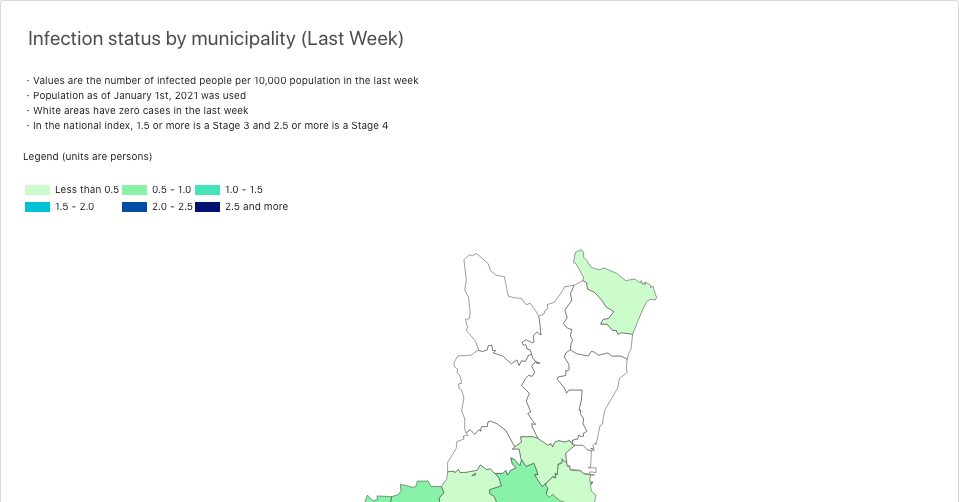 Infection status by municipality (Last Week)
· Values are the number of infected people per 10,000 population in the last week
· Population as of January 1st, 2021 was used
· White areas have zero cases in the last week
· In the national index, 1.5 or more is a Stage 3 and 2.5 or more is a Stage 4
Legend (units are persons)
Less than 0.5 0.5 - 1.0 1.0 - 1.5
1.5 - 2.0 2.0 - 2.5 2.5 and more